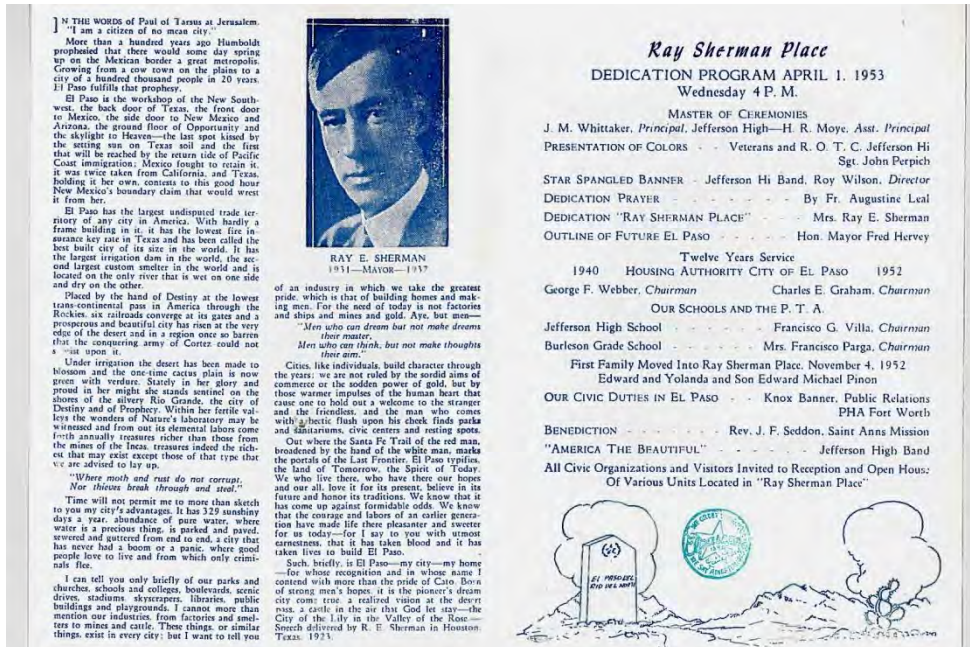 IN THE WORDS of Paul of Tarsus at Jerusalem,
"I am a citizen of no mean city."
More than a hundred years ago Humboldt
prophesied that there would some day spring
up on the Mexican border a great metropolis.
Growing from a cow town on the plains to a
city of a hundred thousand people in 20 years,
El Paso fulfills that prophesy.
El Paso is the workshop of the New South-
west, the back door of Texas, the front door
to Mexico, the side door to New Mexico and
Arizona, the ground floor of Opportunity and
the skylight to Heaven—the last spot kissed by
the setting sun on Texas soil and the first
that will be reached by the return tide of Pacific
Coast immigration; Mexico fought to retain it,
it was twice taken from California, and Texas,
holding it her own, contests to this good hour
New Mexico's boundary claim that would wrest
it from her.
El Paso has the largest undisputed trade ter-
ritory of any city in America. With hardly a
frame building in it, it has the lowest fire in-
surance key rate in Texas and has been called the
best built city of its size in the world. It has
the largest irrigation dam in the world, the sec-
ond largest custom smelter in the world and is
located on the only river that is wet on one side
and dry on the other.
Placed by the hand of Destiny at the lowest
trans-continental pass in America through the
Rockies, six railroads converge at its gates and a
prosperous and beautiful city has risen at the very
edge of the desert and in a region once so barren
that the conquering army of Cortez could not
upon it.
Under irrigation the desert has been made to
blossom and the one-time cactus plain is now
green with verdure. Stately in her glory and
proud in her might she stands sentinel on the
shores of the silvery Rio Grande, the city of
Destiny and of Prophecy. Within her fertile val-
leys the wonders of Nature's laboratory may be
witnessed and from out its elemental labors come
forth annually treasures richer than those from
the mines of the Incas, treasures indeed the rich-
est that may exist except those of that type that
we are advised to lay up,
"Where moth and rust do not corrupt,
Nor thieves break through and steal."
Time will not permit me to more than sketch
to you my city's advantages. It has 329 sunshiny
days a year, abundance of pure water, where
water is a precious thing, is parked and paved,
sewered and guttered from end to end, a city that
has never had a boom or a panic, where good
people love to live and from which only crimi-
nals flee.
I can tell you only briefly of our parks and
churches, schools and colleges, boulevards, scenic
drives, stadiums, skyscrapers, libraries, public
buildings and playgrounds. I cannot more than
mention our industries, from factories and smel-
ters to mines and cattle. These things, or similar
things, exist in every city; but I want to tell you
RAY E. SHERMAN
1931—MAYOR—1937
of an industry in which we take the greatest
pride, which is that of building homes and mak-
ing men. For the need of today is not factories
and ships and mines and gold. Aye, but men—
"Men who can dream but not make dreams
their master,
Men who can think, but not make thoughts
their aim."
Cities, like individuals, build character through
the years; we are not ruled by the sordid aims of
commerce or the sodden power of gold, but by
those warmer impulses of the human heart that
cause one to hold out a welcome to the stranger
and the friendless, and the man who comes
with a hectic flush upon his cheek finds parks
and sanitariums, civic centers and resting spots.
Out where the Santa Fe Trail of the red man,
broadened by the hand of the white man, marks
the portals of the Last Frontier, El Paso typifies,
the land of Tomorrow, the Spirit of Today.
We who live there, who have there our hopes
and our all, love it for its present, believe in its
future and honor its traditions. We know that it
has come up against formidable odds. We know
that the courage and labors of an earlier genera-
tion have made life there pleasanter and sweeter
for us today—for I say to you with utmost
earnestness, that it has taken blood and it has
taken lives to build El Paso.
Such, briefly, is El Paso—my city—my home
—for whose recognition and in whose name I
contend with more than the pride of Cato. Born
of strong men's hopes, it is the pioneer's dream
city come true, a realized vision at the desert
pass, a castle in the air that God let stay—the
City of the Lily in the Valley of the Rose.—
Speech delivered by R. E. Sherman in Houston,
Texas, 1923.
Ray Sherman Place
DEDICATION PROGRAM APRIL 1, 1953
Wednesday 4 P. M.
MASTER OF CEREMONIES
J. M. Whittaker, Principal, Jefferson High—H. R. Moye, Asst. Principal
PRESENTATION OF COLORS - - Veterans and R. O. T. C. Jefferson Hi
Sgt. John Perpich
STAR SPANGLED BANNER - Jefferson Hi Band, Roy Wilson, Director
DEDICATION PRAYER - - - - - - - By Fr. Augustine Leal
DEDICATION "RAY SHERMAN PLACE" - - - - Mrs. Ray E. Sherman
OUTLINE OF FUTURE EL PASO - - - - - Hon. Mayor Fred Hervey
Twelve Years Service
1940 HOUSING AUTHORITY CITY OF EL PASO 1952
George F. Webber, Chairman Charles E. Graham, Chairman
OUR SCHOOLS AND THE P. T. A.
Jefferson High School - - - - - - Francisco G. Villa, Chairman
Burleson Grade School - - - - - Mrs. Francisco Parga, Chairman
First Family Moved Into Ray Sherman Place, November 4, 1952
Edward and Yolanda and Son Edward Michael Pinon
OUR CIVIC DUTIES IN EL PASO - - Knox Banner, Public Relations
PHA Fort Worth
BENEDICTION - - - - - - - Rev. J. F. Seddon, Saint Anns Mission
"AMERICA THE BEAUTIFUL" - - - - - - Jefferson High Band
All Civic Organizations and Visitors Invited to Reception and Open House
Of Various Units Located in "Ray Sherman Place"
EL PASO DEL
RIO DEL NORTE